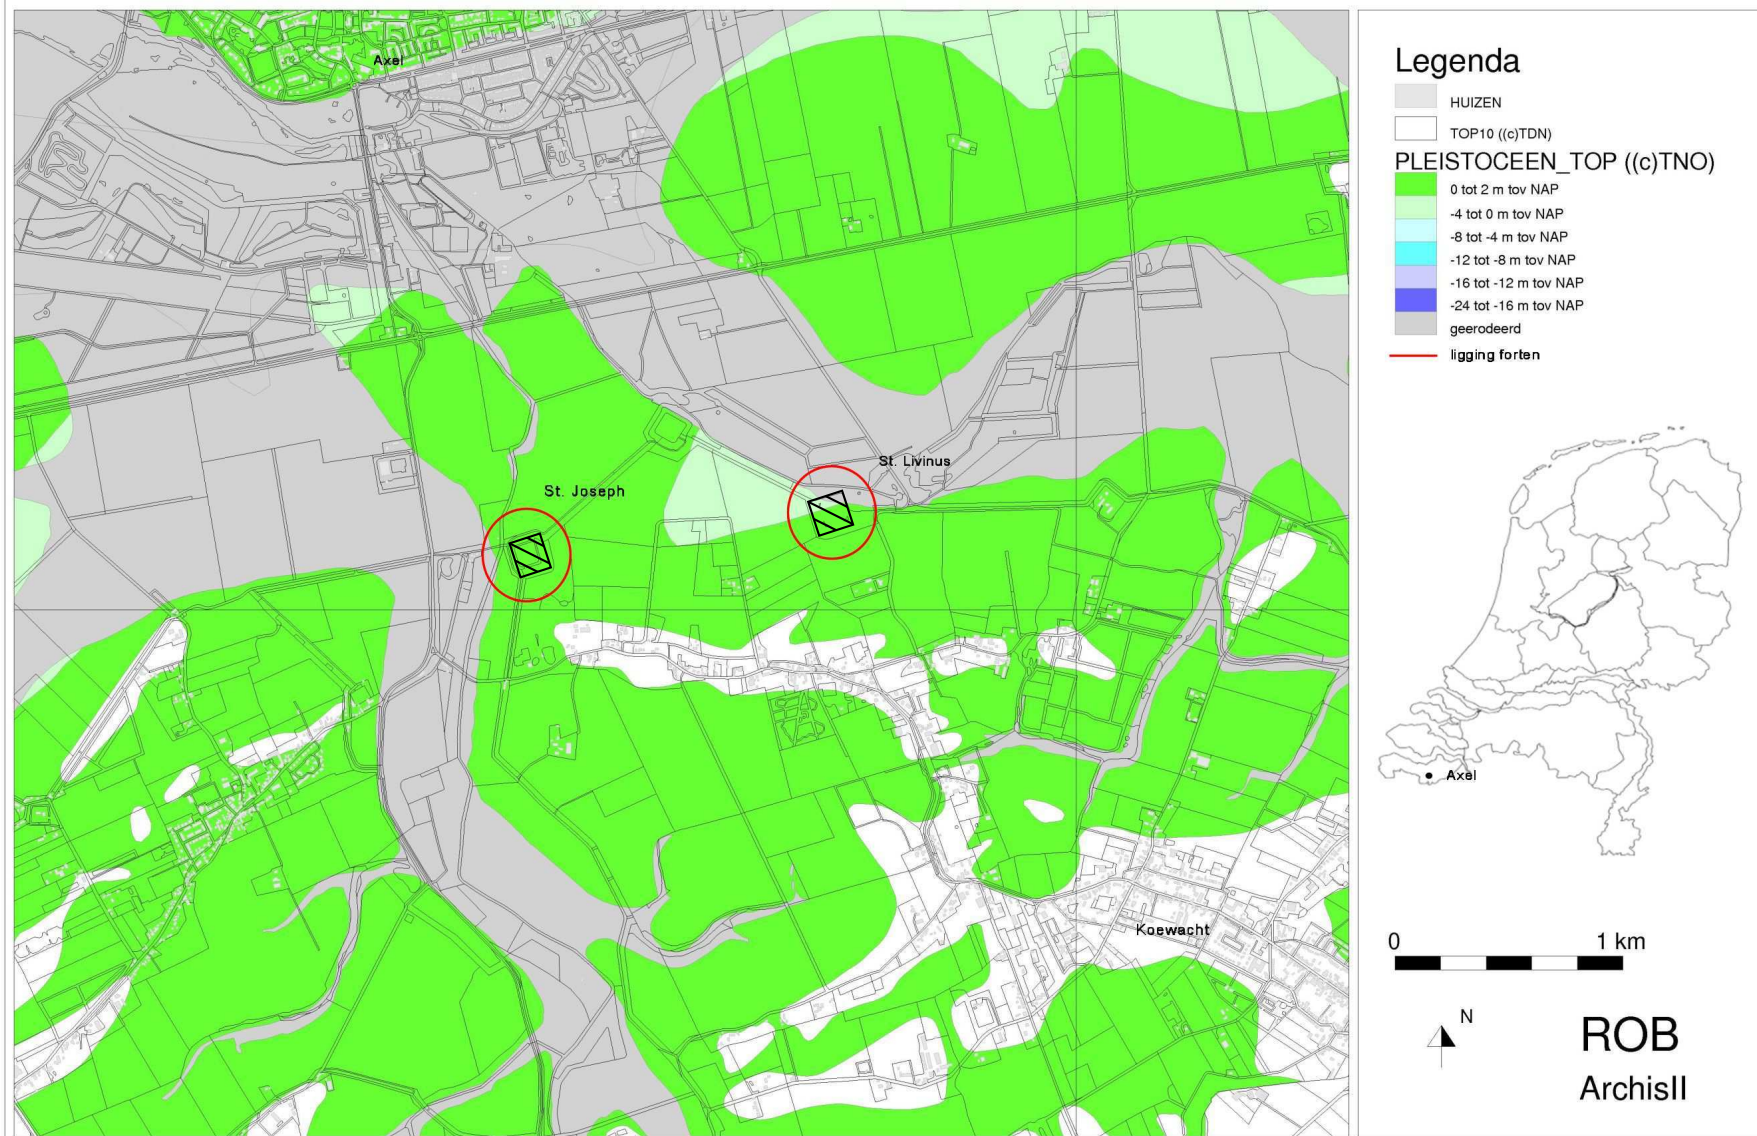 Axel
St. Livinus
St. Joseph
Koewacht
Legenda
HUIZEN
TOP10 ((c)TDN)
PLEISTOCEEN_TOP ((c)TNO)
0 tot 2 m tov NAP
-4 tot 0 m tov NAP
-8 tot -4 m tov NAP
-12 tot -8 m tov NAP
-16 tot -12 m tov NAP
-24 tot -16 m tov NAP
geerodeerd
ligging forten
Axel
0 1 km
N
ROB
ArchisII